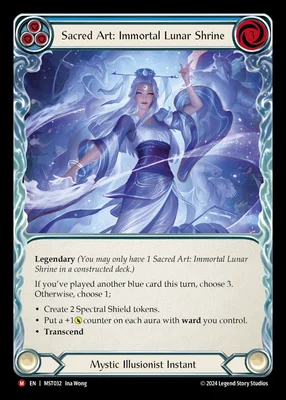 Sacred Art: Immortal Lunar Shrine
Legendary (You may only have 1 Sacred Art: Immortal Lunar
Shrine in a constructed deck.)
If you've played another blue card this turn, choose 3.
Otherwise, choose 1;
• Create 2 Spectral Shield tokens.
• Put a +1 counter on each aura with ward you control.
• Transcend
Mystic Illusionist Instant
M EN | MST032 Ina Wong
© 2024 Legend Story Studios